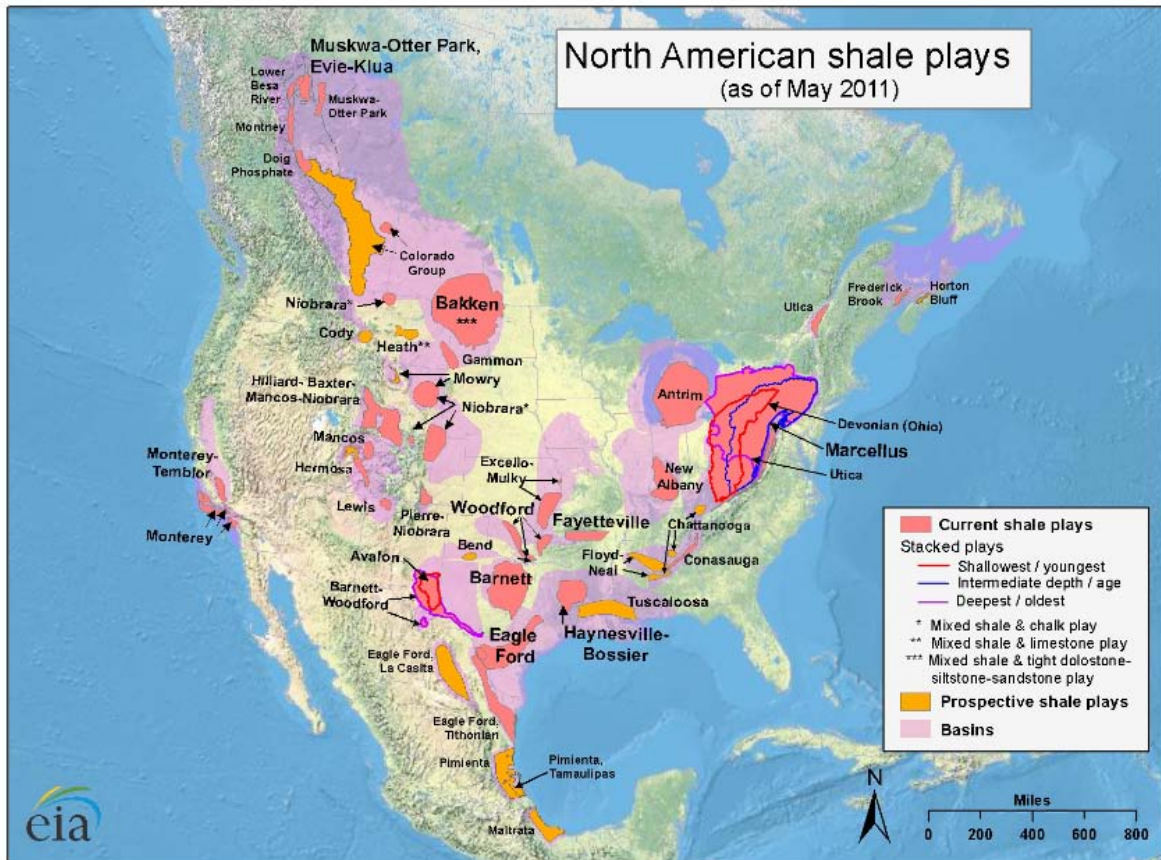 North American shale plays
(as of May 2011)
Muskwa-Otter Park,
Evie-Klua
Lower
Besa
River
Muskwa-
Otter Park
Montney
Doig
Phosphate
Colorado
Group
Niobrara*
Bakken
***
Cody
Heath**
Gammon
Mowry
Hilliard- Baxter-
Mancos-Niobrara
Niobrara*
Mancos
Hermosa
Monterey-
Temblor
Monterey
Lewis
Pierre-
Niobrara
Excello-
Mulky
Woodford
Bend
Avalon
Barnett-
Woodford
Barnett
Fayetteville
Antrim
New
Albany
Chattanooga
Floyd-
Neal
Conasauga
Tuscaloosa
Haynesville-
Bossier
Eagle
Ford
Eagle Ford,
La Casita
Eagle Ford,
Tithonian
Pimienta
Pimienta,
Tamaulipas
Maltrata
Utica
Frederick
Brook
Horton
Bluff
Devonian (Ohio)
Marcellus
Utica
Current shale plays
Stacked plays
Shallowest / youngest
Intermediate depth / age
Deepest / oldest
* Mixed shale & chalk play
** Mixed shale & limestone play
*** Mixed shale & tight dolostone-
siltstone-sandstone play
Prospective shale plays
Basins
N
Miles
0 200 400 600 800
eia